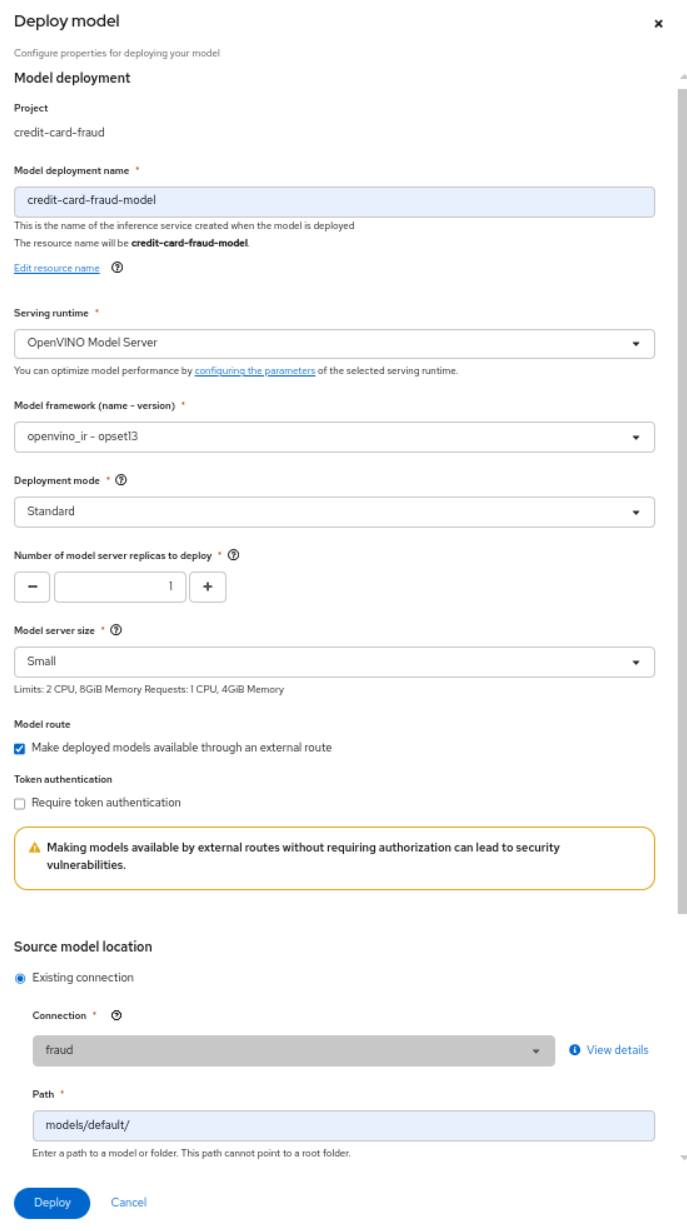 Deploy model
Configure properties for deploying your model
Model deployment
Project
credit-card-fraud
Model deployment name *
credit-card-fraud-model
This is the name of the inference service created when the model is deployed
The resource name will be credit-card-fraud-model.
Edit resource name
Serving runtime *
OpenVINO Model Server
You can optimize model performance by configuring the parameters of the selected serving runtime.
Model framework (name - version) *
openvino_ir - opset13
Deployment mode *
Standard
Number of model server replicas to deploy *
1
Model server size *
Small
Limits: 2 CPU, 8GiB Memory Requests: 1 CPU, 4GiB Memory
Model route
Make deployed models available through an external route
Token authentication
Require token authentication
Making models available by external routes without requiring authorization can lead to security
vulnerabilities.
Source model location
Existing connection
Connection *
fraud
View details
Path *
models/default/
Enter a path to a model or folder. This path cannot point to a root folder.
Deploy Cancel